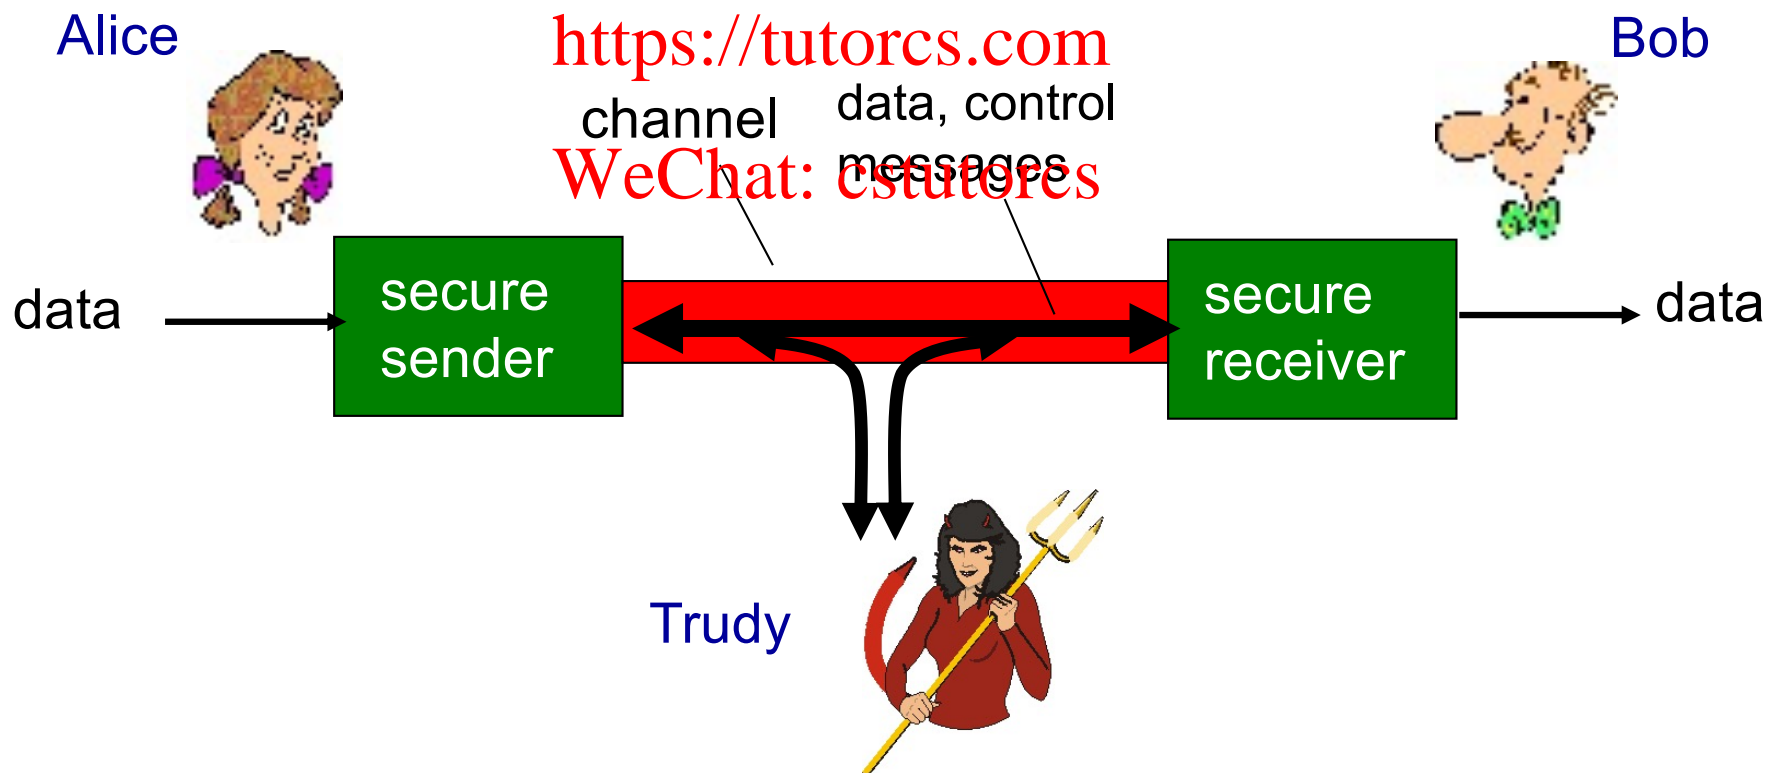 Alice
https://tutorcs.com
Bob
channel
data, control
messages
WeChat: cstutorcs
data
secure
sender
secure
receiver
data
Trudy